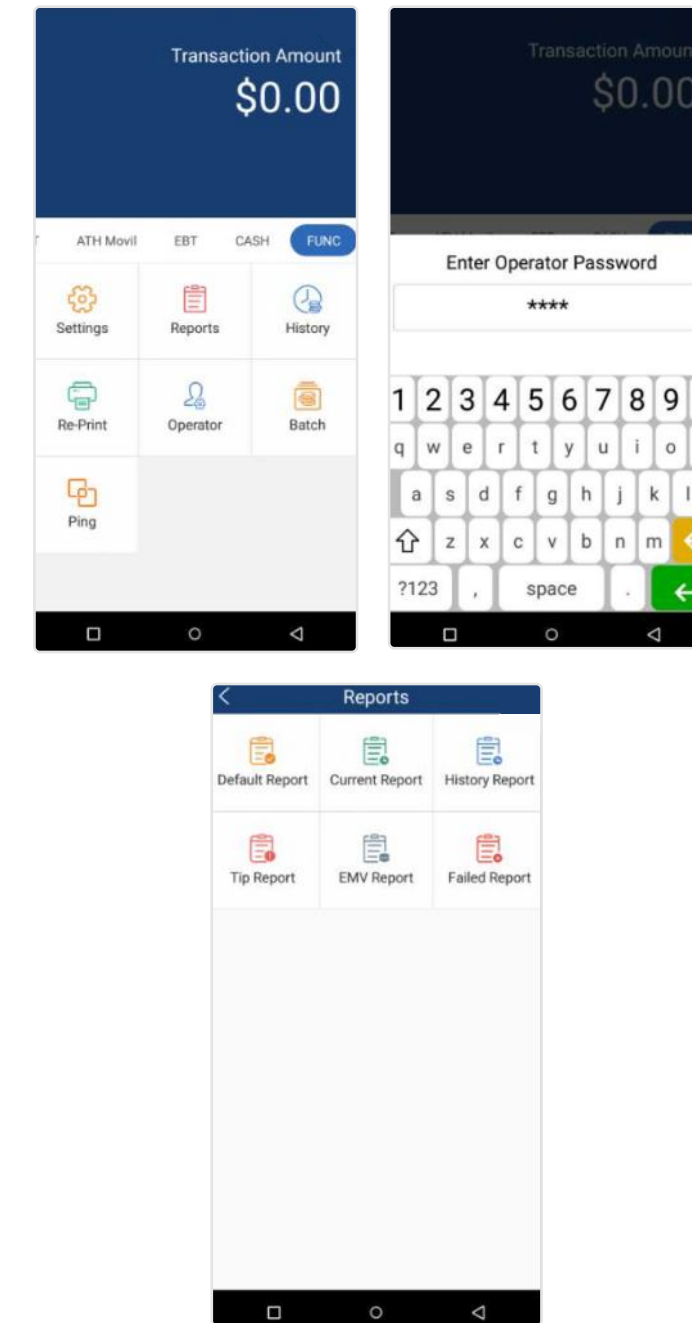 Transaction Amount
$0.00
ATH Movil EBT CASH FUNC
Settings Reports History
Re-Print Operator Batch
Ping
Transaction Amoun
$0.00
Enter Operator Password
****
1 2 3 4 5 6 7 8 9
q w e r t y u i o
a s d f g h j k l
z x c v b n m
?123 , space .
Reports
Default Report Current Report History Report
Tip Report EMV Report Failed Report